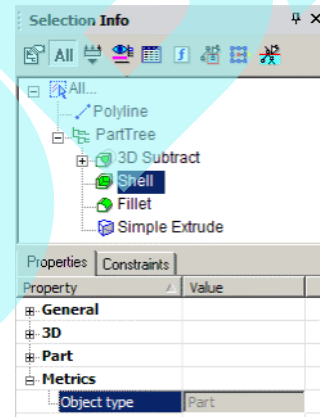 Selection Info
All
All...
Polyline
PartTree
3D Subtract
Shell
Fillet
Simple Extrude
Properties Constraints
Property Value
General
3D
Part
Metrics
Object type Part